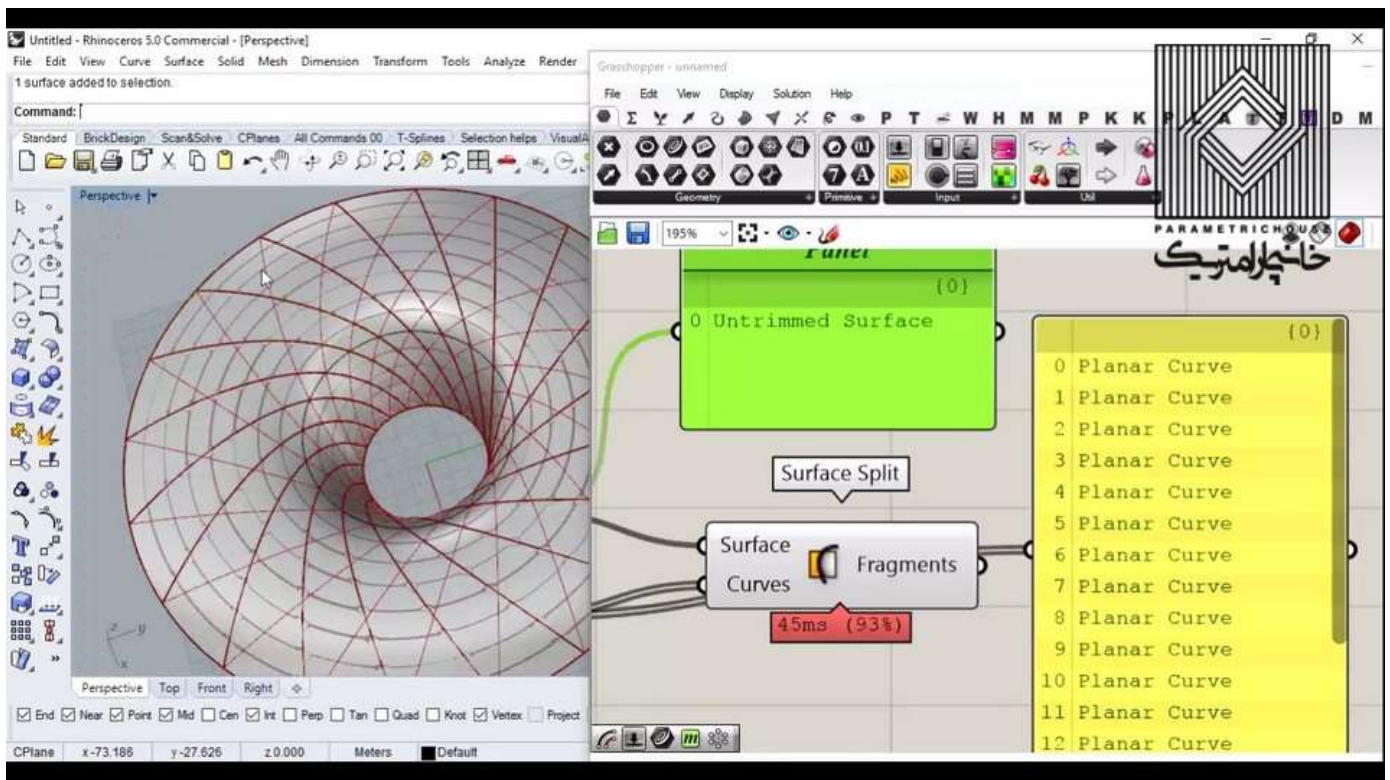 Untitled - Rhinoceros 5.0 Commercial - [Perspective]
File Edit View Curve Surface Solid Mesh Dimension Transform Tools Analyze Render
1 surface added to selection.
Command:
Standard BrickDesign Scan&Solve CPlanes All Commands 00 T-Splines Selection helps VisualA
Perspective
Perspective Top Front Right
End Near Point Mid Cen Int Perp Tan Quad Knot Vertex Project
CPlane x -73.186 y -27.626 z 0.000 Meters Default
Grasshopper - unnamed
File Edit View Display Solution Help
P T W H M M P K K P L A T D M
Geometry Primitive Input Util
195%
PARAMETRICHOUSE
خانه پارامتریک
Panel
{0}
0 Untrimmed Surface
Surface Split
Surface
Curves
Fragments
45ms (93%)
{0}
0 Planar Curve
1 Planar Curve
2 Planar Curve
3 Planar Curve
4 Planar Curve
5 Planar Curve
6 Planar Curve
7 Planar Curve
8 Planar Curve
9 Planar Curve
10 Planar Curve
11 Planar Curve
12 Planar Curve
z y
x